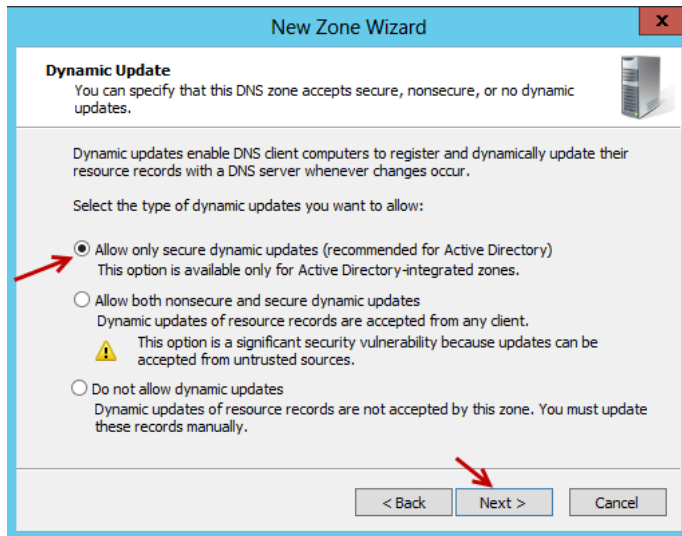 New Zone Wizard
x
Dynamic Update
You can specify that this DNS zone accepts secure, nonsecure, or no dynamic
updates.
Dynamic updates enable DNS client computers to register and dynamically update their
resource records with a DNS server whenever changes occur.
Select the type of dynamic updates you want to allow:
Allow only secure dynamic updates (recommended for Active Directory)
This option is available only for Active Directory-integrated zones.
Allow both nonsecure and secure dynamic updates
Dynamic updates of resource records are accepted from any client.
This option is a significant security vulnerability because updates can be
accepted from untrusted sources.
Do not allow dynamic updates
Dynamic updates of resource records are not accepted by this zone. You must update
these records manually.
< Back Next > Cancel